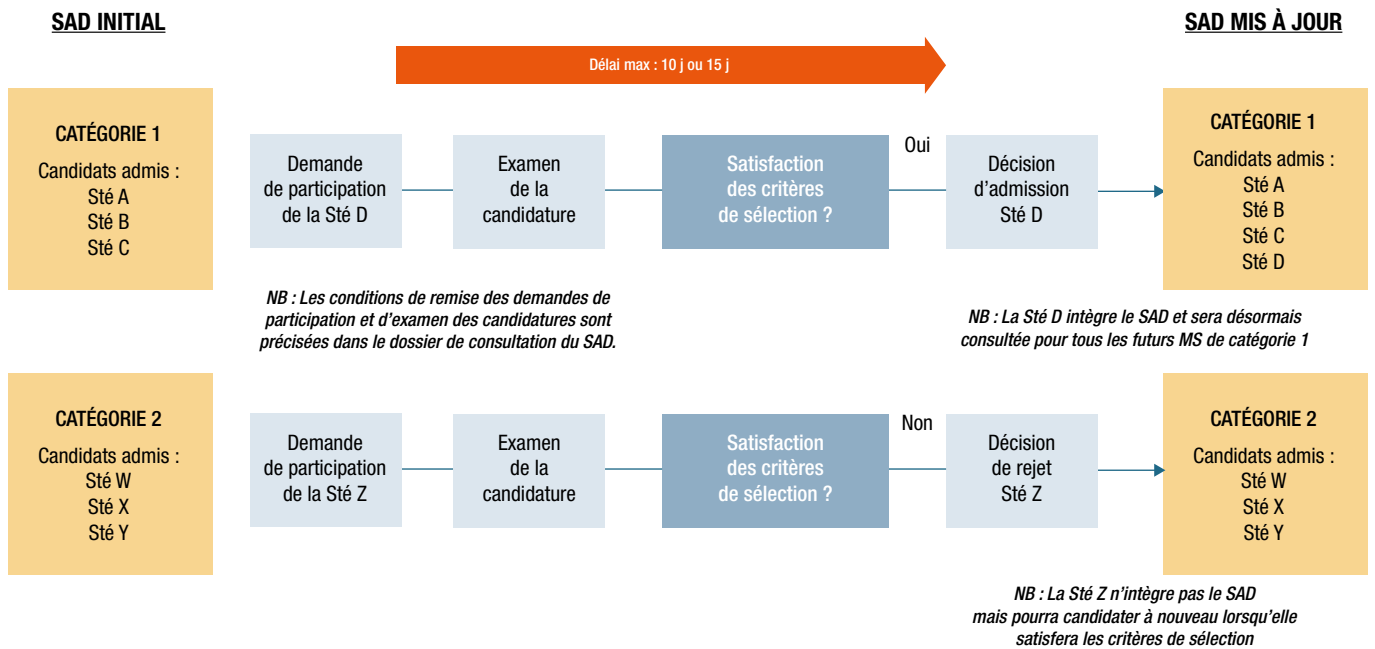 SAD INITIAL
SAD MIS À JOUR
Délai max : 10 j ou 15 j
CATÉGORIE 1
Candidats admis :
Sté A
Sté B
Sté C
Demande
de participation
de la Sté D
Examen
de la
candidature
Satisfaction
des critères
de sélection ?
Oui
Décision
d'admission
Sté D
CATÉGORIE 1
Candidats admis :
Sté A
Sté B
Sté C
Sté D
NB : Les conditions de remise des demandes de
participation et d'examen des candidatures sont
précisées dans le dossier de consultation du SAD.
NB : La Sté D intègre le SAD et sera désormais
consultée pour tous les futurs MS de catégorie 1
CATÉGORIE 2
Candidats admis :
Sté W
Sté X
Sté Y
Demande
de participation
de la Sté Z
Examen
de la
candidature
Satisfaction
des critères
de sélection ?
Non
Décision
de rejet
Sté Z
CATÉGORIE 2
Candidats admis :
Sté W
Sté X
Sté Y
NB : La Sté Z n'intègre pas le SAD
mais pourra candidater à nouveau lorsqu'elle
satisfera les critères de sélection